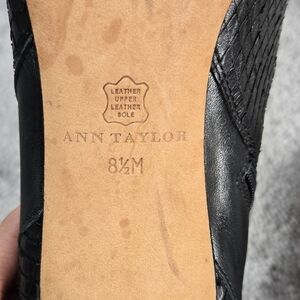 LEATHER
UPPER
LEATHER
SOLE
ANN TAYLOR
8½M